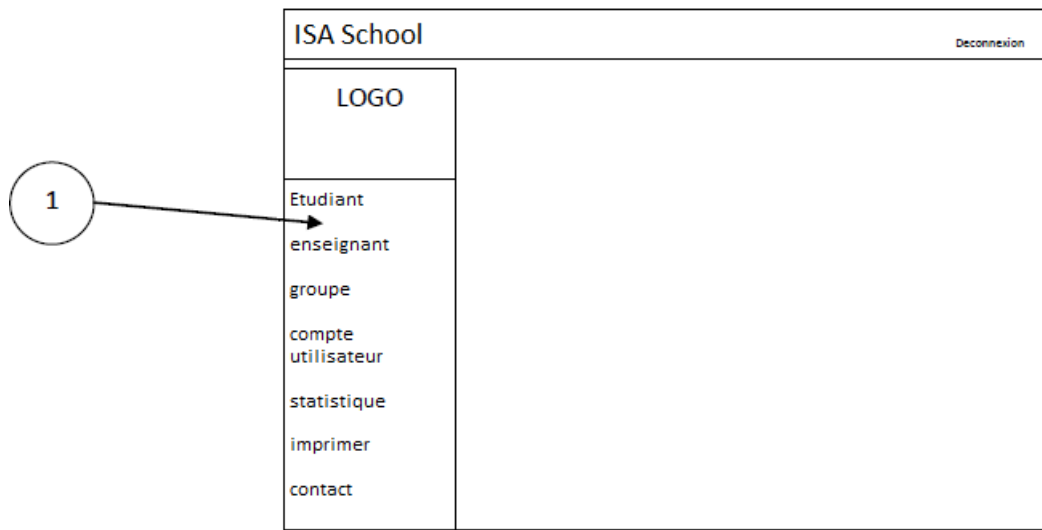 ISA School
Deconnexion
LOGO
1
Etudiant
enseignant
groupe
compte
utilisateur
statistique
imprimer
contact